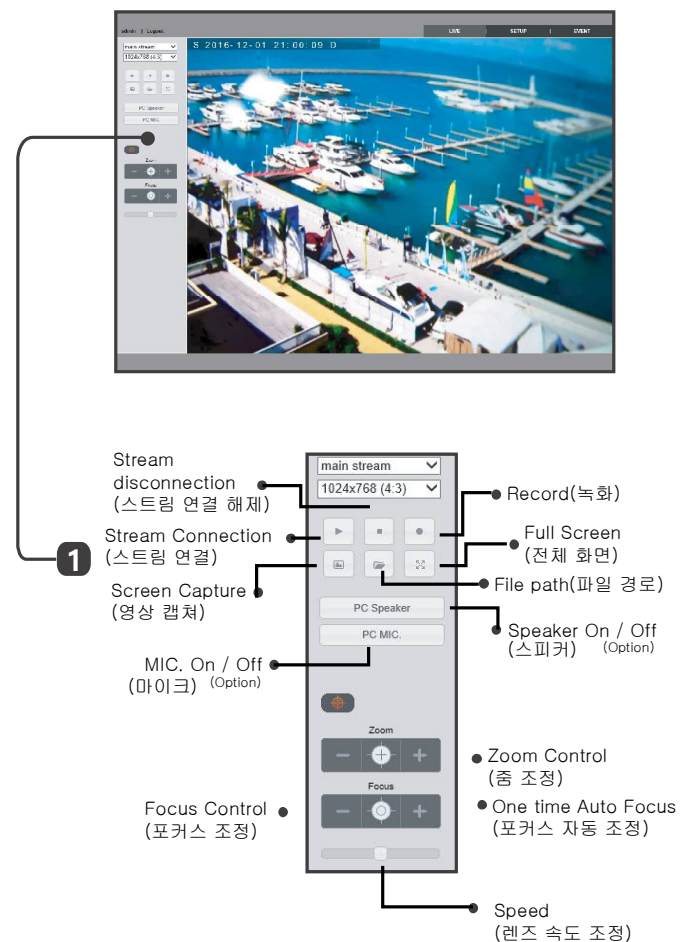 admin | Logout
LIVE | SETUP | EVENT
main stream
1024x768 (4:3)
S 2016-12-01 21:00:09 D
PC Speaker
PC MIC.
Zoom
Focus
1
Stream
disconnection
(스트림 연결 해제)
Stream Connection
(스트림 연결)
Screen Capture
(영상 캡쳐)
MIC. On / Off
(마이크) (Option)
Focus Control
(포커스 조정)
main stream
1024x768 (4:3)
PC Speaker
PC MIC.
Zoom
Focus
Record(녹화)
Full Screen
(전체 화면)
File path(파일 경로)
Speaker On / Off
(스피커) (Option)
Zoom Control
(줌 조정)
One time Auto Focus
(포커스 자동 조정)
Speed
(렌즈 속도 조정)